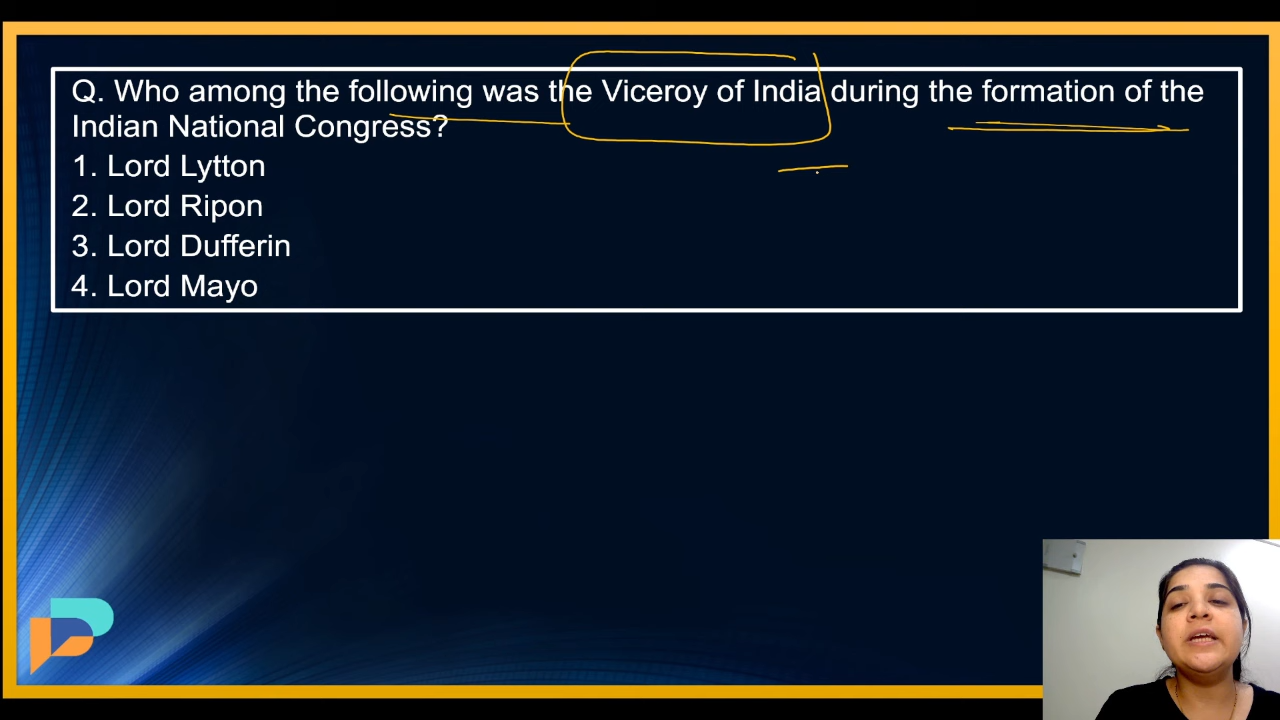 Q. Who among the following was the Viceroy of India during the formation of the
Indian National Congress?
1. Lord Lytton
2. Lord Ripon
3. Lord Dufferin
4. Lord Mayo